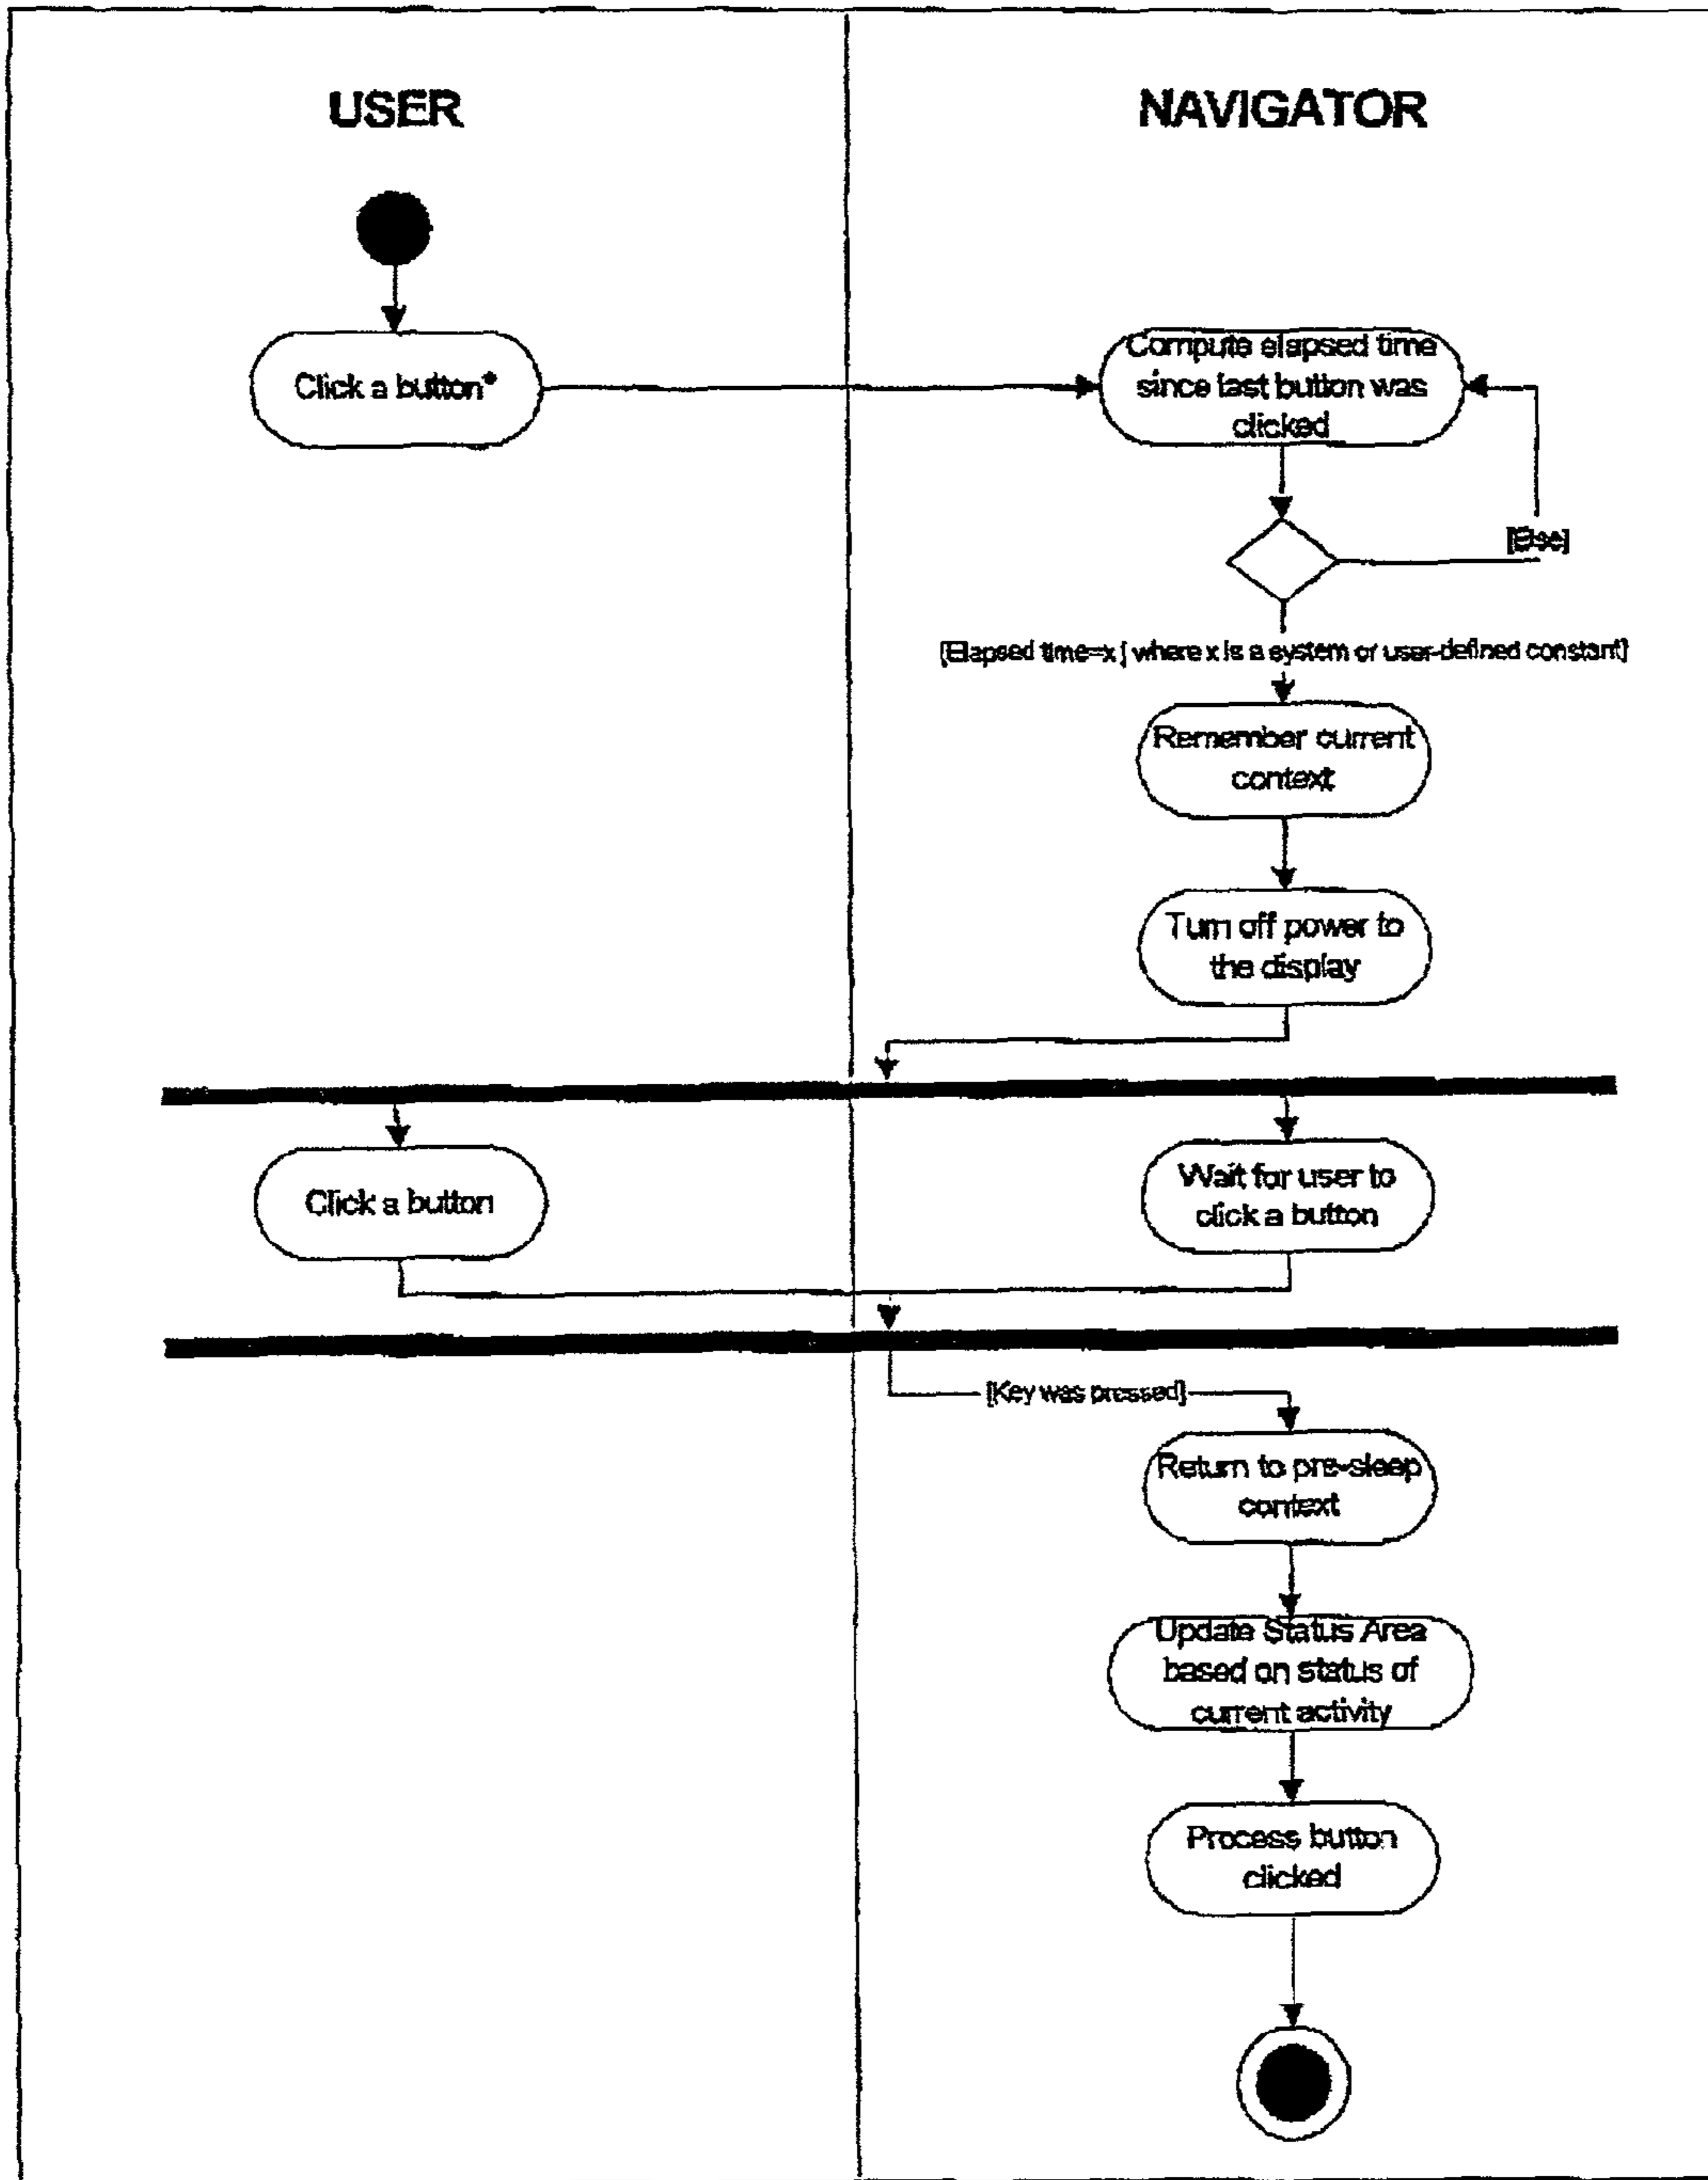 USER
NAVIGATOR
Click a button*
Compute elapsed time
since last button was
clicked
[Else]
[Elapsed time=x | where x is a system or user-defined constant]
Remember current
context
Turn off power to
the display
Click a button
Wait for user to
click a button
[Key was pressed]
Return to pre-sleep
context
Update Status Area
based on status of
current activity
Process button
clicked